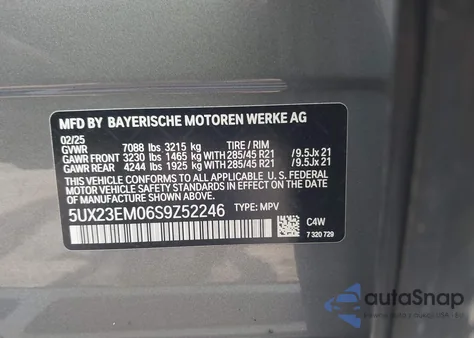 MFD BY BAYERISCHE MOTOREN WERKE AG
02/25
GVWR 7088 lbs 3215 kg TIRE / RIM
GAWR FRONT 3230 lbs 1465 kg WITH 285/45 R21 /9.5Jx 21
GAWR REAR 4244 lbs 1925 kg WITH 285/45 R21 /9.5Jx 21
THIS VEHICLE CONFORMS TO ALL APPLICABLE U. S. FEDERAL
MOTOR VEHICLE SAFETY STANDARDS IN EFFECT ON THE DATE
OF MANUFACTURE SHOWN ABOVE.
5UX23EM06S9Z52246 TYPE: MPV
C4W
7 320 729
autoSnap